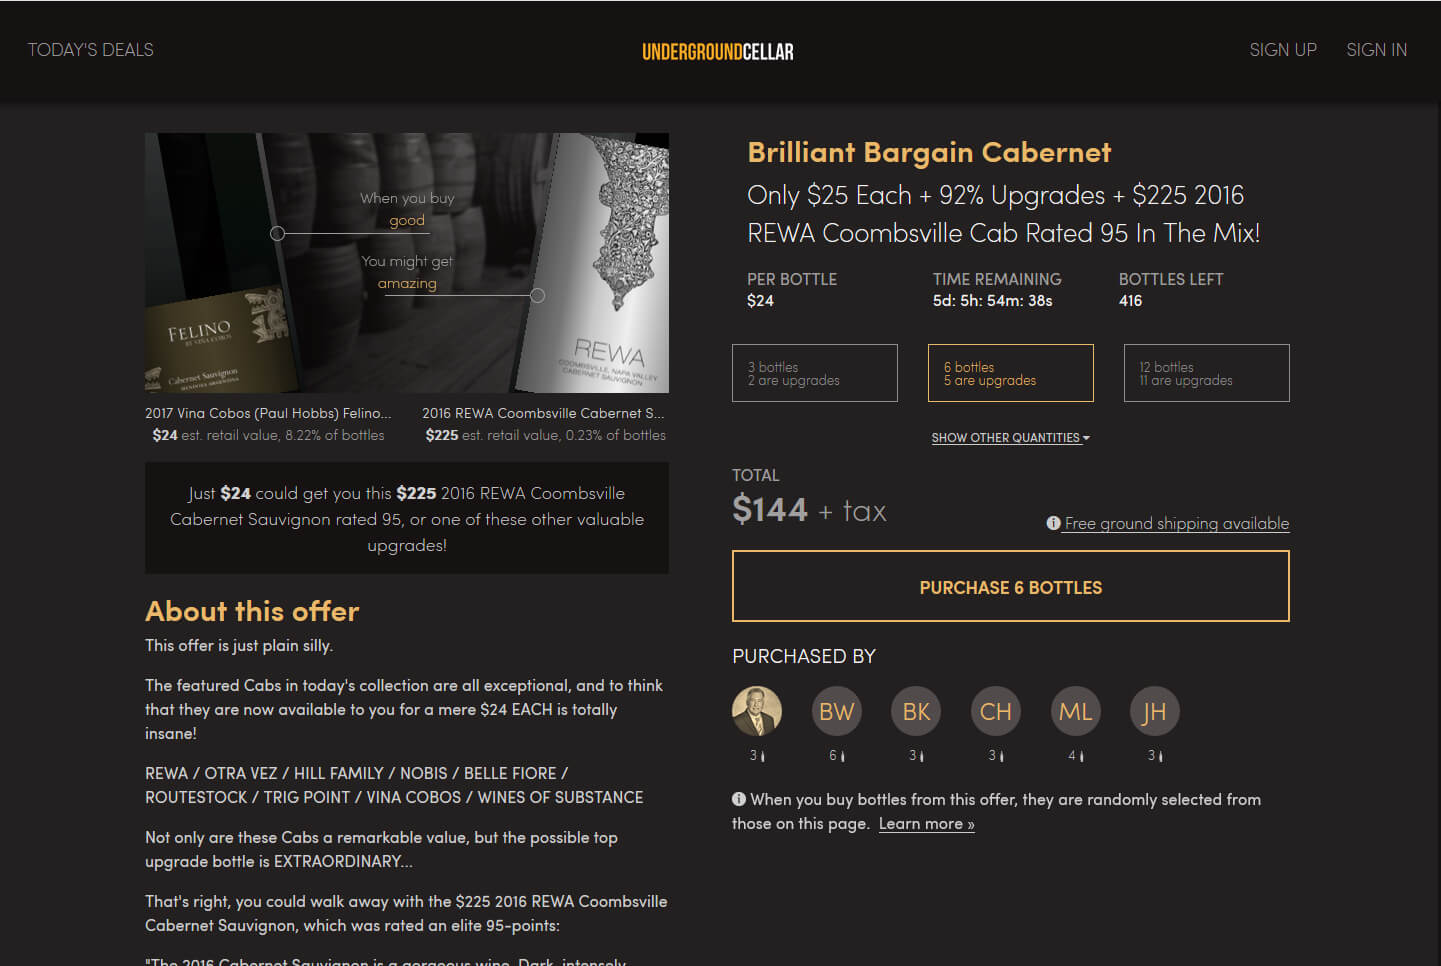 TODAY'S DEALS
UNDERGROUNDCELLAR
SIGN UP
SIGN IN
When you buy
good
You might get
amazing
FELINO
BY VIÑA COBOS
Cabernet Sauvignon
MENDOZA ARGENTINA
REWA
COOMBSVILLE, NAPA VALLEY
CABERNET SAUVIGNON
2017 Vina Cobos (Paul Hobbs) Felino...
$24 est. retail value, 8.22% of bottles
2016 REWA Coombsville Cabernet S...
$225 est. retail value, 0.23% of bottles
Just $24 could get you this $225 2016 REWA Coombsville
Cabernet Sauvignon rated 95, or one of these other valuable
upgrades!
About this offer
This offer is just plain silly.
The featured Cabs in today's collection are all exceptional, and to think
that they are now available to you for a mere $24 EACH is totally
insane!
REWA / OTRA VEZ / HILL FAMILY / NOBIS / BELLE FIORE /
ROUTESTOCK / TRIG POINT / VINA COBOS / WINES OF SUBSTANCE
Not only are these Cabs a remarkable value, but the possible top
upgrade bottle is EXTRAORDINARY...
That's right, you could walk away with the $225 2016 REWA Coombsville
Cabernet Sauvignon, which was rated an elite 95-points:
"The 2016 Cabernet Sauvignon is a gorgeous wine. Dark, intensely
Brilliant Bargain Cabernet
Only $25 Each + 92% Upgrades + $225 2016
REWA Coombsville Cab Rated 95 In The Mix!
PER BOTTLE
$24
TIME REMAINING
5d: 5h: 54m: 38s
BOTTLES LEFT
416
3 bottles
2 are upgrades
6 bottles
5 are upgrades
12 bottles
11 are upgrades
SHOW OTHER QUANTITIES
TOTAL
$144 + tax
Free ground shipping available
PURCHASE 6 BOTTLES
PURCHASED BY
BW
BK
CH
ML
JH
3
6
3
3
4
3
When you buy bottles from this offer, they are randomly selected from
those on this page. Learn more »